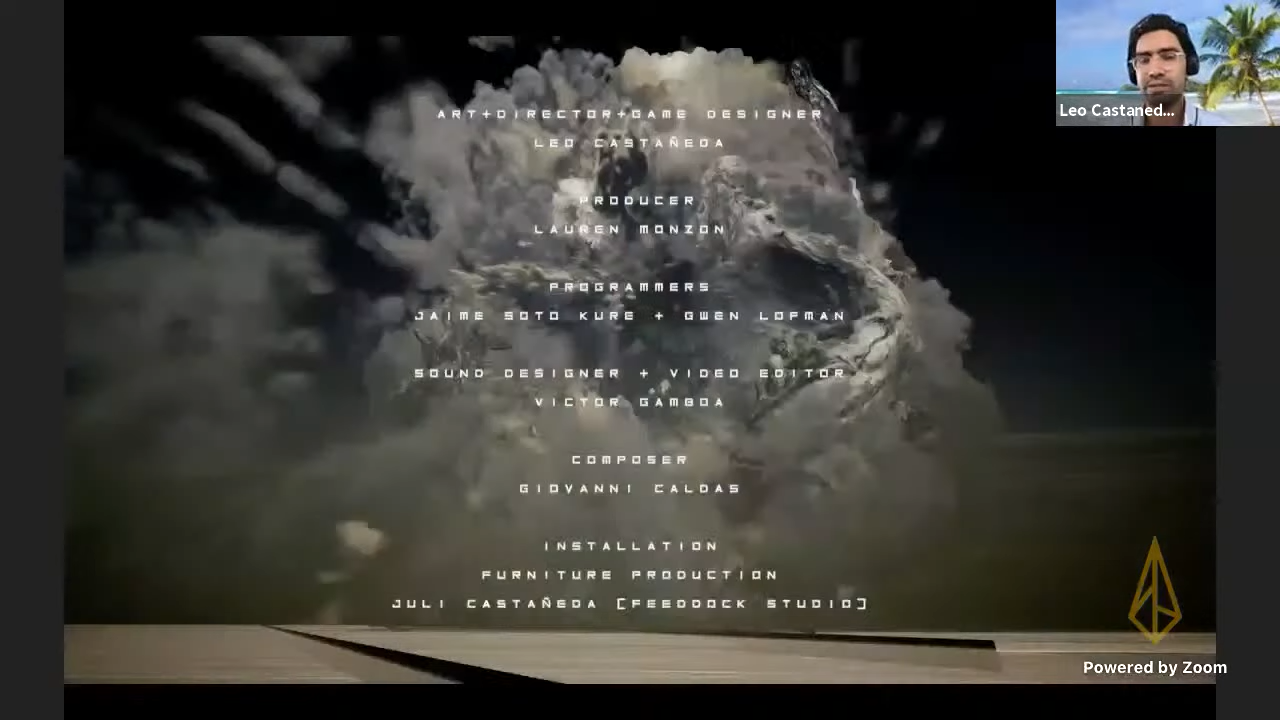 Leo Castaned...
ART+DIRECTOR+GAME DESIGNER
LEO CASTAÑEDA
PRODUCER
LAUREN MONZON
PROGRAMMERS
JAIME SOTO KURE + GWEN LOFMAN
SOUND DESIGNER + VIDEO EDITOR
VICTOR GAMBOA
COMPOSER
GIOVANNI CALDAS
INSTALLATION
FURNITURE PRODUCTION
JULI CASTAÑEDA [FEEDDOCK STUDIO]
Powered by Zoom